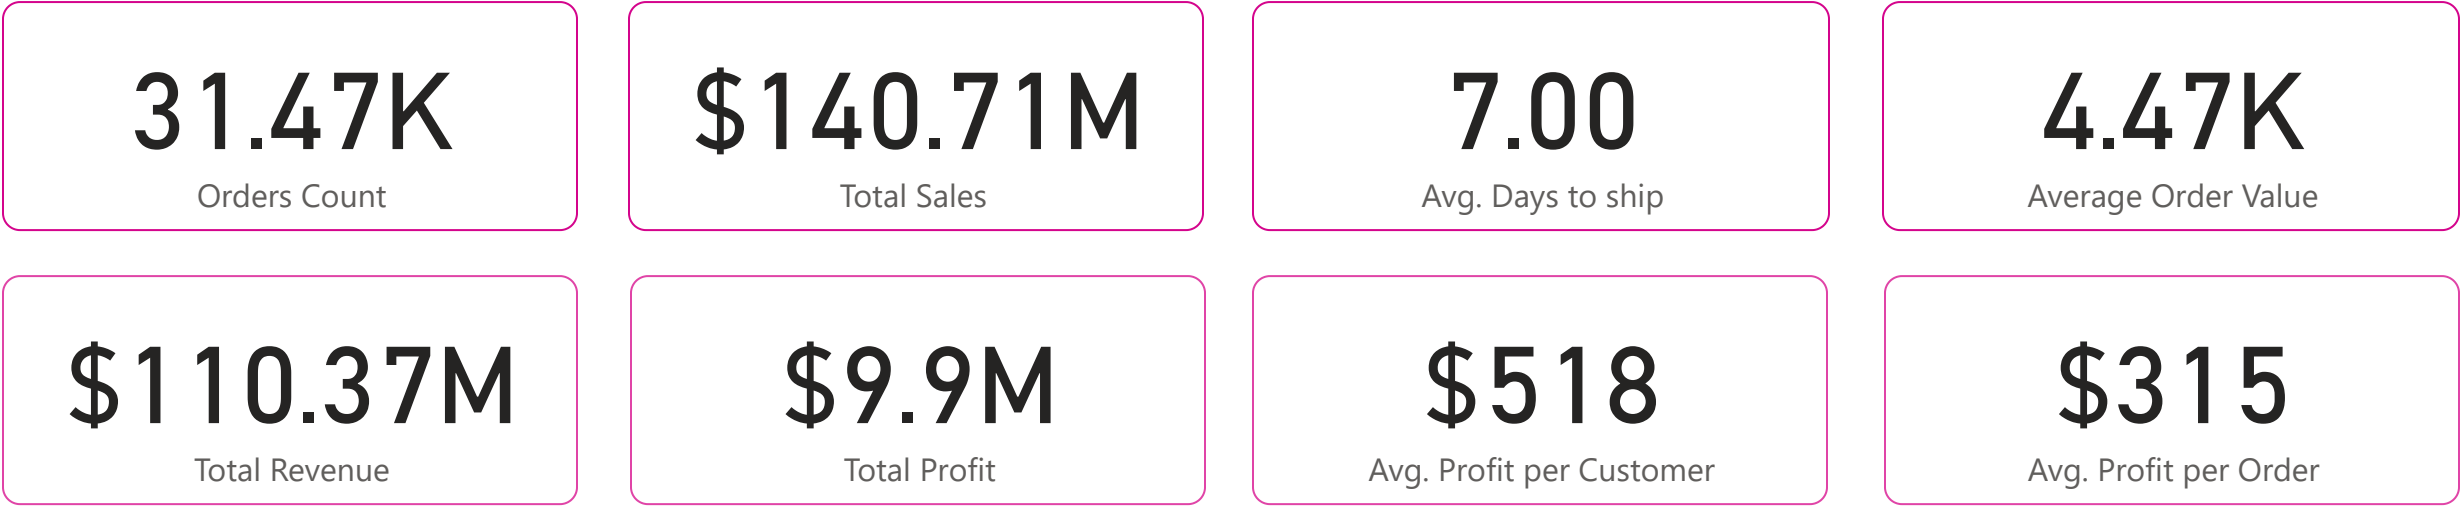 31.47K
Orders Count
$140.71M
Total Sales
7.00
Avg. Days to ship
4.47K
Average Order Value
$110.37M
Total Revenue
$9.9M
Total Profit
$518
Avg. Profit per Customer
$315
Avg. Profit per Order